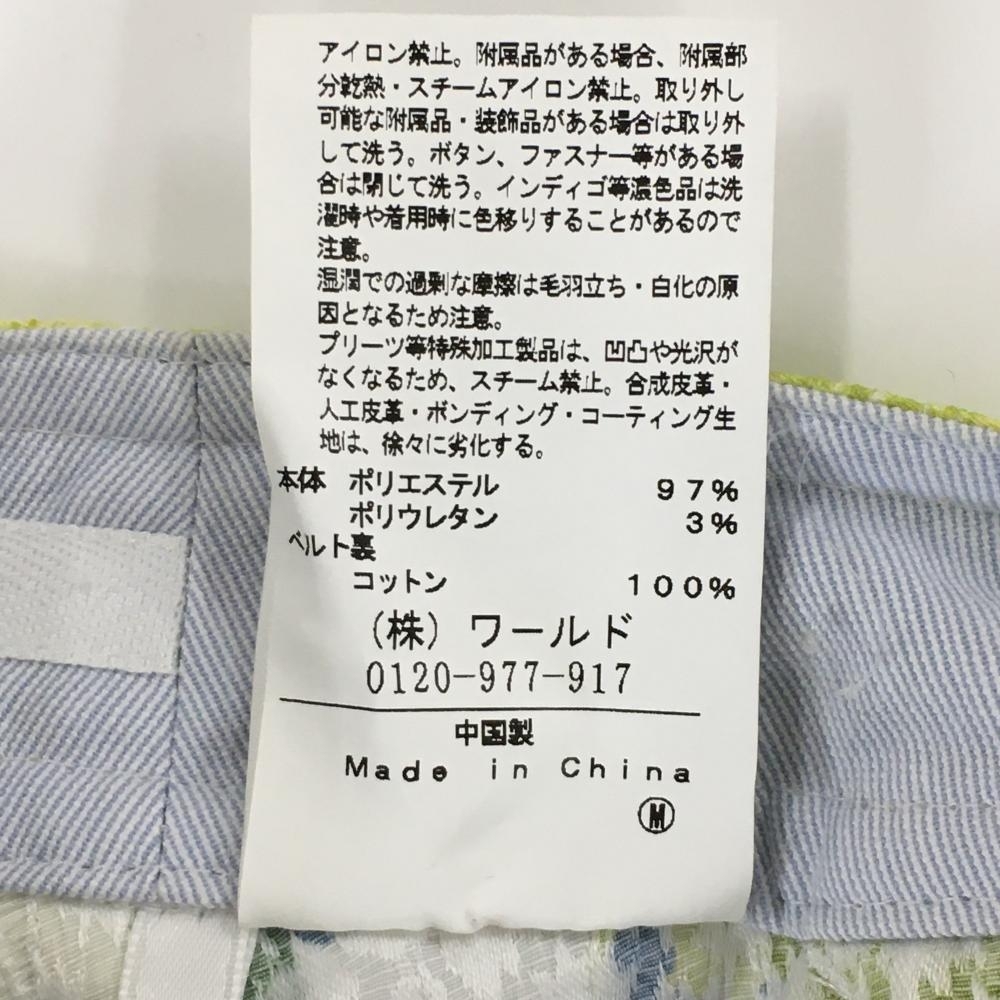 アイロン禁止。附属品がある場合、附属部
分乾熱・スチームアイロン禁止。取り外し
可能な附属品・装飾品がある場合は取り外
して洗う。ボタン、ファスナー等がある場
合は閉じて洗う。インディゴ等濃色品は洗
濯時や着用時に色移りすることがあるので
注意。
湿潤での過剰な摩擦は毛羽立ち・白化の原
因となるため注意。
プリーツ等特殊加工製品は、凹凸や光沢が
なくなるため、スチーム禁止。合成皮革・
人工皮革・ボンディング・コーティング生
地は、徐々に劣化する。
本体 ポリエステル 97%
ポリウレタン 3%
ベルト裏
コットン 100%
(株) ワールド
0120-977-917
中国製
Made in China
M